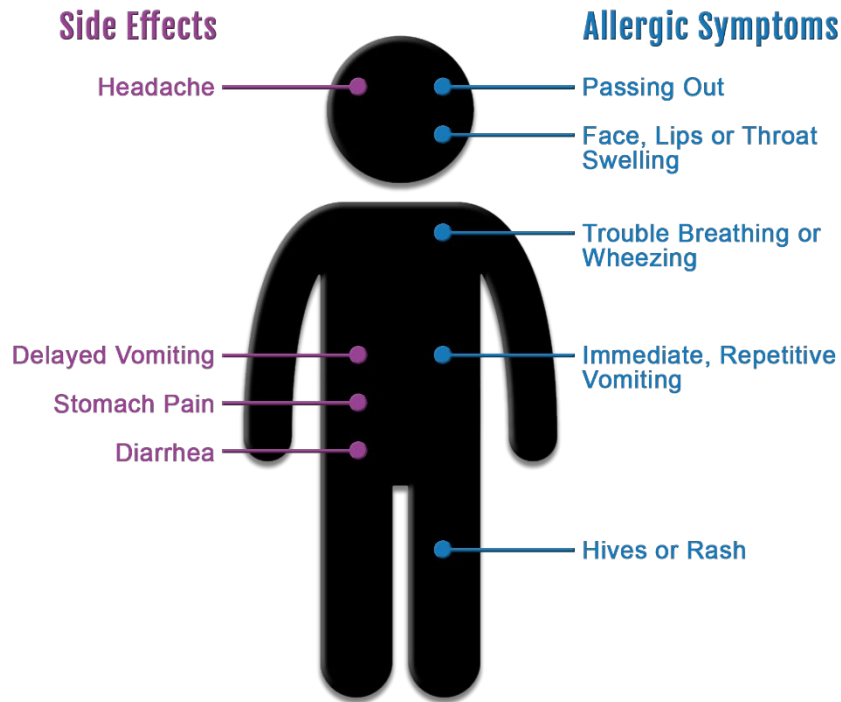 Side Effects
Headache
Delayed Vomiting
Stomach Pain
Diarrhea
Allergic Symptoms
Passing Out
Face, Lips or Throat
Swelling
Trouble Breathing or
Wheezing
Immediate, Repetitive
Vomiting
Hives or Rash